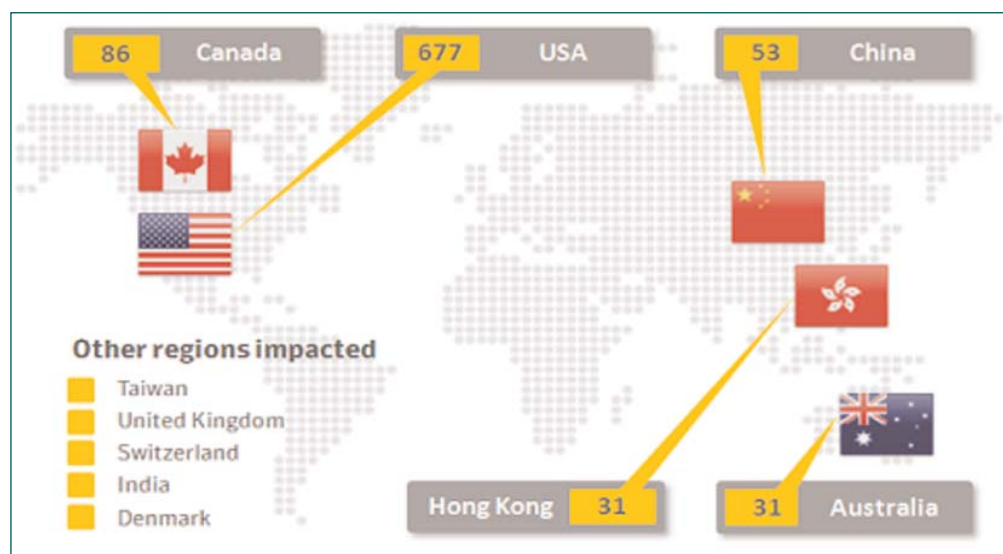 86 Canada
677 USA
53 China
Other regions impacted
Taiwan
United Kingdom
Switzerland
India
Denmark
Hong Kong 31
31 Australia